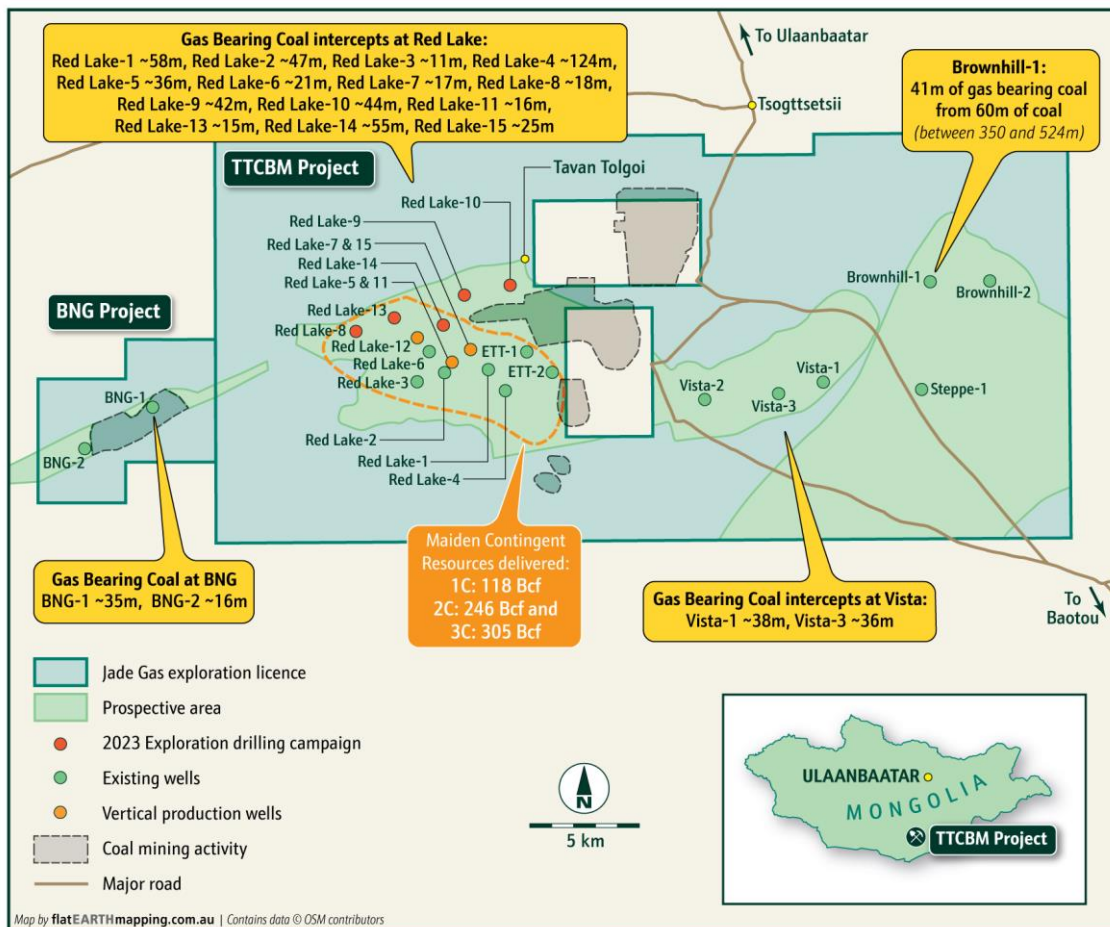 Gas Bearing Coal intercepts at Red Lake:
Red Lake-1 ~58m, Red Lake-2 ~47m, Red Lake-3 ~11m, Red Lake-4 ~124m,
Red Lake-5 ~36m, Red Lake-6 ~21m, Red Lake-7 ~17m, Red Lake-8 ~18m,
Red Lake-9 ~42m, Red Lake-10 ~44m, Red Lake-11 ~16m,
Red Lake-13 ~15m, Red Lake-14 ~55m, Red Lake-15 ~25m
To Ulaanbaatar
Tsogttsetsii
Brownhill-1:
41m of gas bearing coal
from 60m of coal
(between 350 and 524m)
TTCBM Project
Tavan Tolgoi
Red Lake-10
Red Lake-9
Red Lake-7 & 15
Red Lake-14
Red Lake-5 & 11
Red Lake-13
Red Lake-8
Red Lake-12
Red Lake-6
Red Lake-3
ETT-1
ETT-2
Red Lake-2
Red Lake-1
Red Lake-4
Brownhill-1
Brownhill-2
Vista-1
Vista-2
Vista-3
Steppe-1
BNG Project
BNG-1
BNG-2
Gas Bearing Coal at BNG
BNG-1 ~35m, BNG-2 ~16m
Maiden Contingent
Resources delivered:
1C: 118 Bcf
2C: 246 Bcf and
3C: 305 Bcf
Gas Bearing Coal intercepts at Vista:
Vista-1 ~38m, Vista-3 ~36m
To
Baotou
Jade Gas exploration licence
Prospective area
2023 Exploration drilling campaign
Existing wells
Vertical production wells
Coal mining activity
Major road
N
5 km
ULAANBAATAR
MONGOLIA
TTCBM Project
Map by flatEARTHmapping.com.au | Contains data © OSM contributors